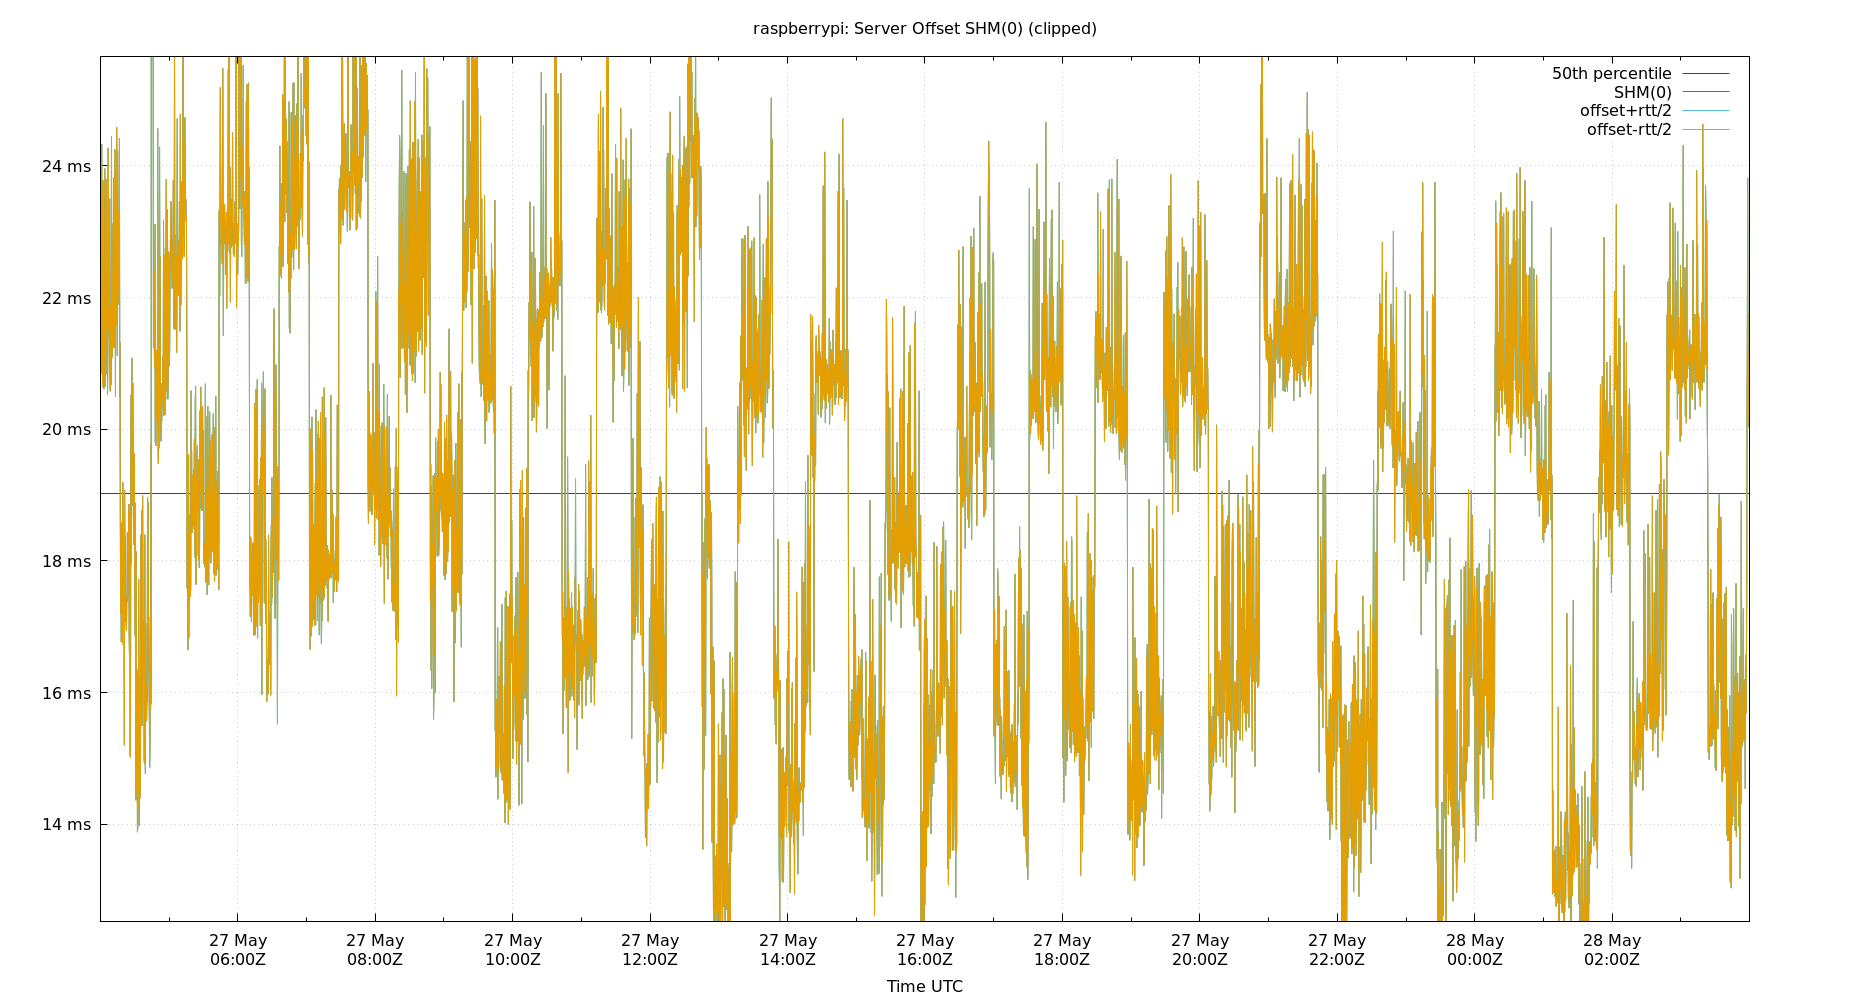 raspberrypi: Server Offset SHM(0) (clipped)
50th percentile
SHM(0)
offset+rtt/2
offset-rtt/2
24 ms
22 ms
20 ms
18 ms
16 ms
14 ms
27 May 27 May 27 May 27 May 27 May 27 May 27 May 27 May 27 May 28 May 28 May
06:00Z 08:00Z 10:00Z 12:00Z 14:00Z 16:00Z 18:00Z 20:00Z 22:00Z 00:00Z 02:00Z
Time UTC